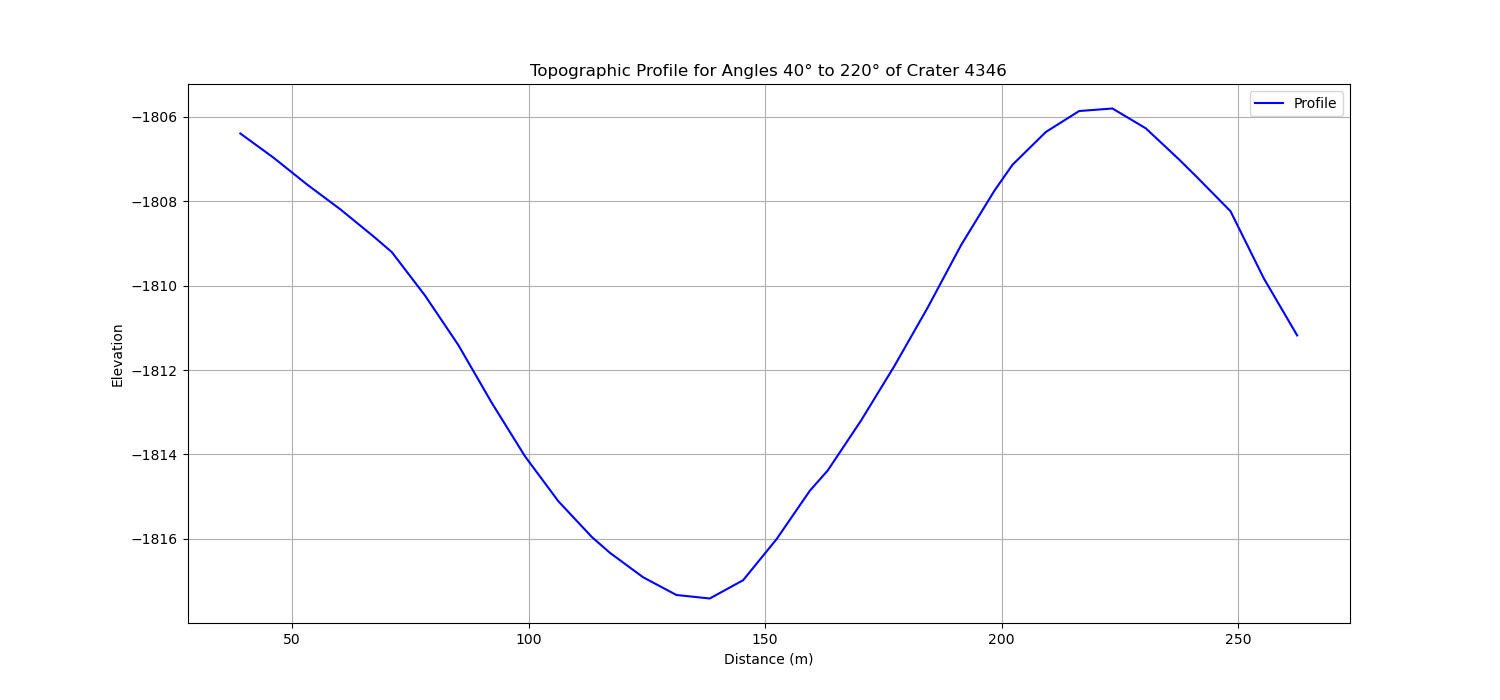 Topographic Profile for Angles 40° to 220° of Crater 4346
Profile
−1806
−1808
−1810
−1812
−1814
−1816
Elevation
50 100 150 200 250
Distance (m)